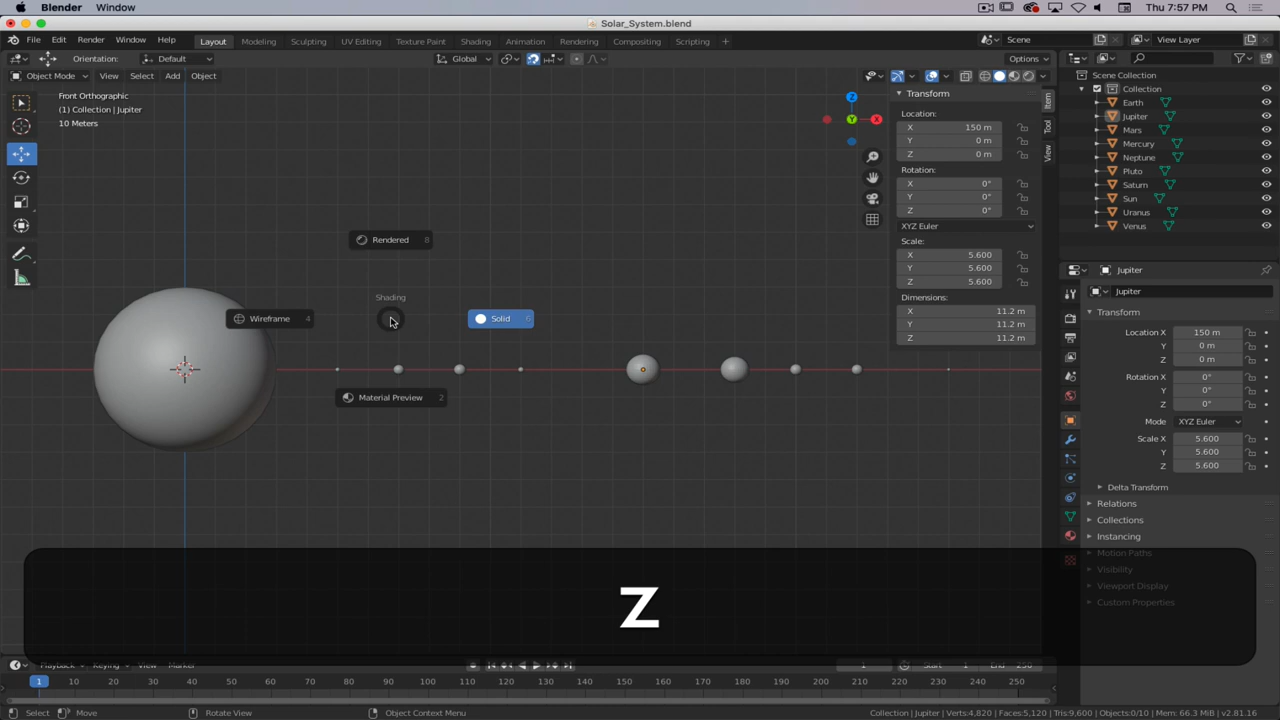 Blender Window Thu 7:57 PM
Solar_System.blend
File Edit Render Window Help Layout Modeling Sculpting UV Editing Texture Paint Shading Animation Rendering Compositing Scripting + Scene View Layer
Orientation: Default Global Options
Object Mode View Select Add Object
Front Orthographic
(1) Collection | Jupiter
10 Meters
Z
X
Y
Rendered 8
Shading
Wireframe 4
Solid 6
Material Preview 2
Transform
Location:
X 150 m
Y 0 m
Z 0 m
Rotation:
X 0°
Y 0°
Z 0°
XYZ Euler
Scale:
X 5.600
Y 5.600
Z 5.600
Dimensions:
X 11.2 m
Y 11.2 m
Z 11.2 m
Item
Tool
View
Scene Collection
Collection
Earth
Jupiter
Mars
Mercury
Neptune
Pluto
Saturn
Sun
Uranus
Venus
Jupiter
Jupiter
Transform
Location X 150 m
Y 0 m
Z 0 m
Rotation X 0°
Y 0°
Z 0°
Mode XYZ Euler
Scale X 5.600
Y 5.600
Z 5.600
Delta Transform
Relations
Collections
Instancing
Motion Paths
Visibility
Viewport Display
Custom Properties
Z
Playback Keying View Marker 1 Start 1 End 250
1 10 20 30 40 50 60 70 80 90 100 110 120 130 140 150 160 170 180 190 200 210 220 230 240 250
Select Move Rotate View Object Context Menu Collection | Jupiter | Verts:4,820 | Faces:5,120 | Tris:9,600 | Objects:0/10 | Mem: 66.3 MiB | v2.81.16